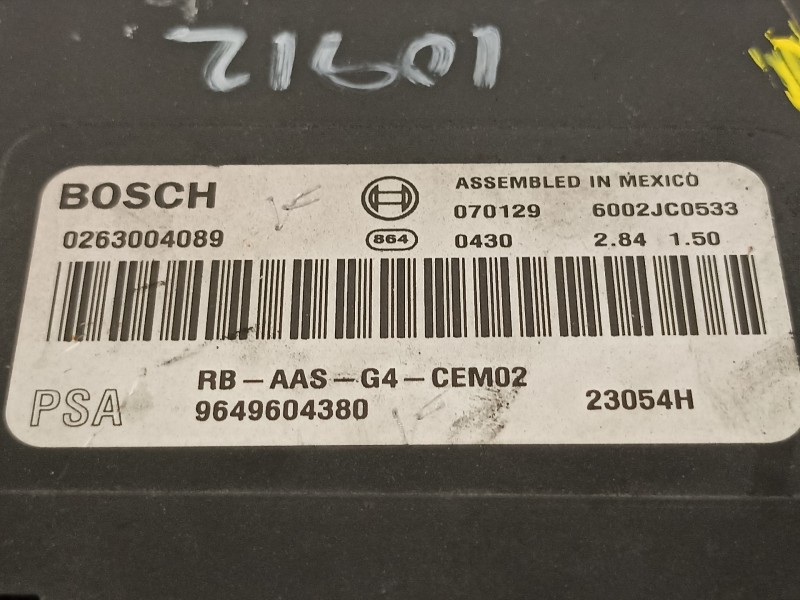 BOSCH
ASSEMBLED IN MEXICO
070129 6002JC0533
0263004089 864 0430 2.84 1.50
RB-AAS-G4-CEM02
PSA 9649604380 23054H